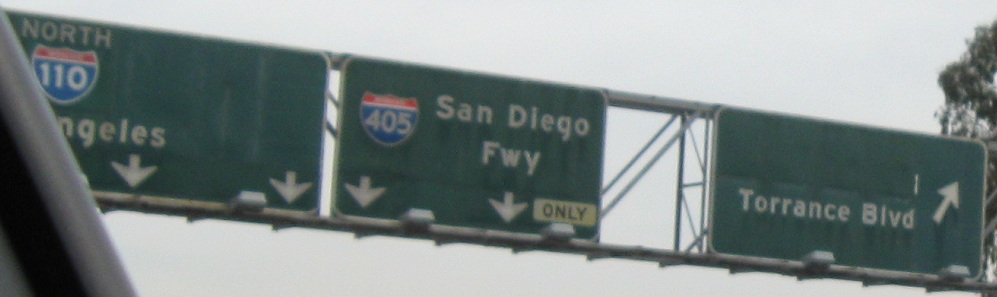 NORTH
110
ngeles
405
San Diego
Fwy
ONLY
Torrance Blvd